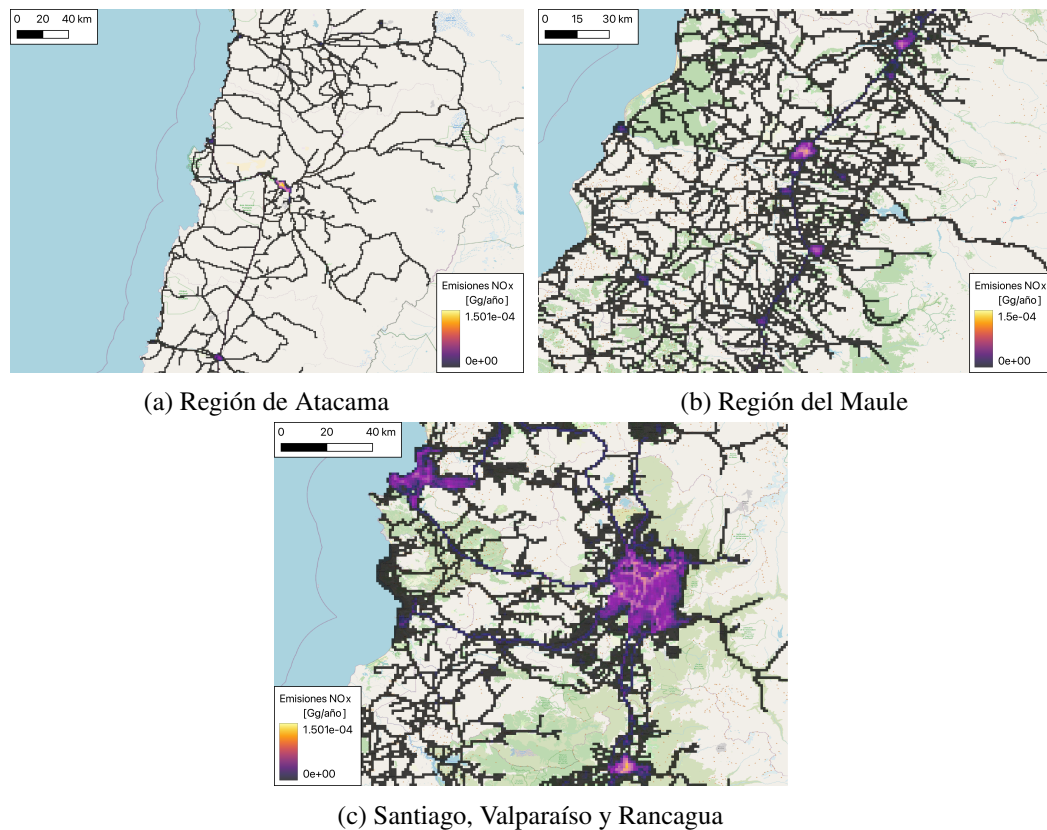 0 20 40 km
Emisiones NOx
[Gg/año]
1.501e-04
0e+00
(a) Región de Atacama
0 15 30 km
Emisiones NOx
[Gg/año]
1.5e-04
0e+00
(b) Región del Maule
0 20 40 km
Emisiones NOx
[Gg/año]
1.501e-04
0e+00
(c) Santiago, Valparaíso y Rancagua